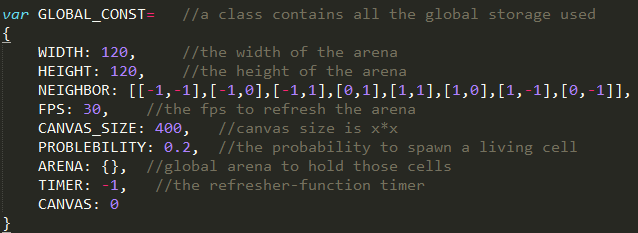 var GLOBAL_CONST=   //a class contains all the global storage used
{
    WIDTH: 120,     //the width of the arena
    HEIGHT: 120,    //the height of the arena
    NEIGHBOR: [[-1,-1],[-1,0],[-1,1],[0,1],[1,1],[1,0],[1,-1],[0,-1]],
    FPS: 30,    //the fps to refresh the arena
    CANVAS_SIZE: 400,   //canvas size is x*x
    PROBLEBILITY: 0.2,  //the probability to spawn a living cell
    ARENA: {},  //global arena to hold those cells
    TIMER: -1,   //the refresher-function timer
    CANVAS: 0
}